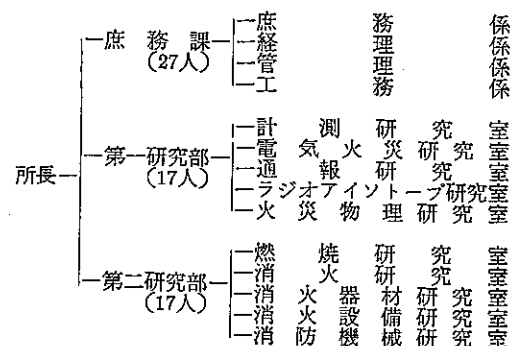 所長
庶務課
(27人)
庶務係
経理係
管理係
工務係
第一研究部
(17人)
計測研究室
電気火災研究室
通報研究室
ラジオアイソトープ研究室
火災物理研究室
第二研究部
(17人)
燃焼研究室
消火研究室
消火器材研究室
消火設備研究室
消防機械研究室